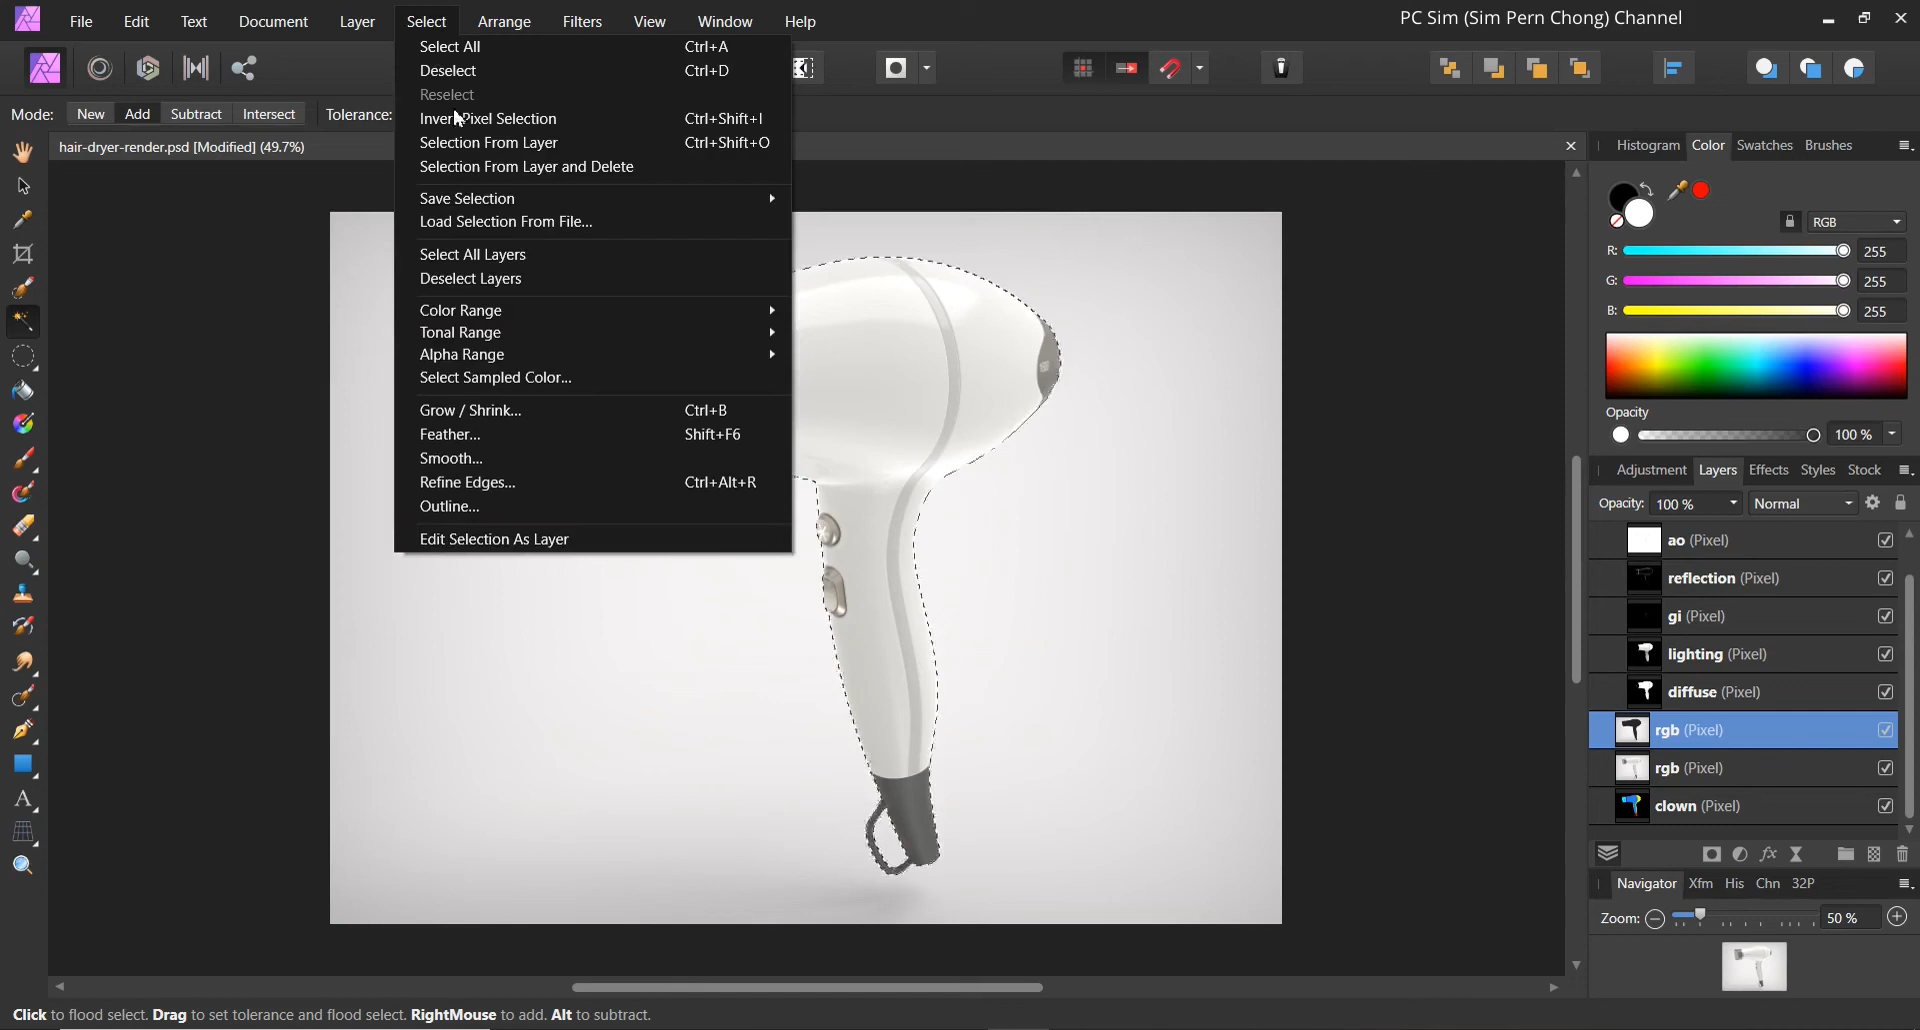 File Edit Text Document Layer Select Arrange Filters View Window Help
PC Sim (Sim Pern Chong) Channel
Mode: New Add Subtract Intersect Tolerance:
hair-dryer-render.psd [Modified] (49.7%)
Select All Ctrl+A
Deselect Ctrl+D
Reselect
Invert Pixel Selection Ctrl+Shift+I
Selection From Layer Ctrl+Shift+O
Selection From Layer and Delete
Save Selection
Load Selection From File...
Select All Layers
Deselect Layers
Color Range
Tonal Range
Alpha Range
Select Sampled Color...
Grow / Shrink... Ctrl+B
Feather... Shift+F6
Smooth...
Refine Edges... Ctrl+Alt+R
Outline...
Edit Selection As Layer
Histogram Color Swatches Brushes
RGB
R: 255
G: 255
B: 255
Opacity
100 %
Adjustment Layers Effects Styles Stock
Opacity: 100 % Normal
ao (Pixel)
reflection (Pixel)
gi (Pixel)
lighting (Pixel)
diffuse (Pixel)
rgb (Pixel)
rgb (Pixel)
clown (Pixel)
Navigator Xfm His Chn 32P
Zoom: 50 %
Click to flood select. Drag to set tolerance and flood select. RightMouse to add. Alt to subtract.